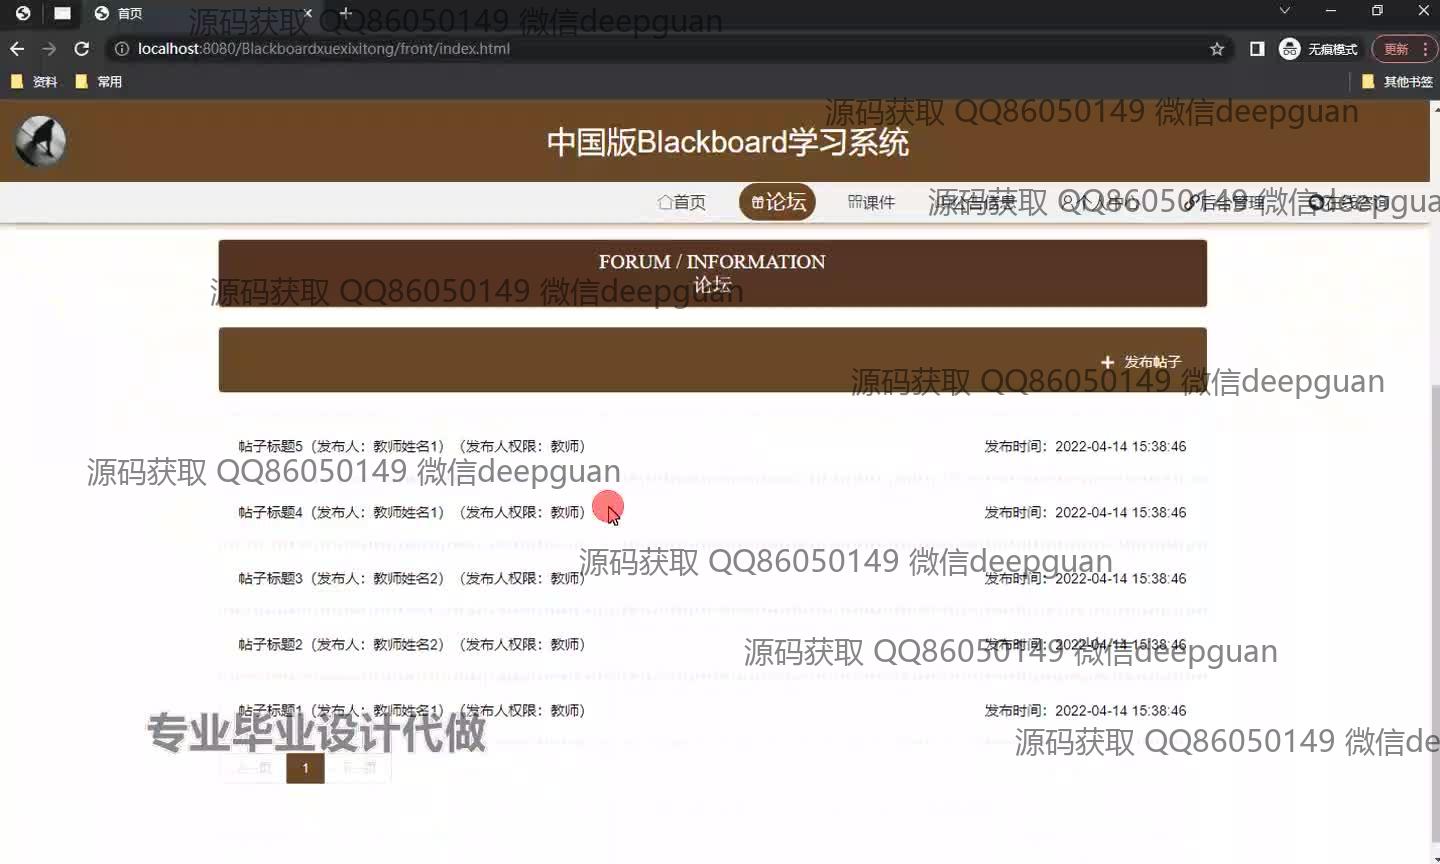 首页
源码获取 QQ86050149 微信deepguan
localhost:8080/Blackboardxuexixitong/front/index.html
无痕模式
更新
资料
常用
其他书签
源码获取 QQ86050149 微信deepguan
中国版Blackboard学习系统
首页
论坛
课件
公告信息
个人中心
后台管理
源码获取 QQ86050149 微信deepgua
FORUM / INFORMATION
论坛
源码获取 QQ86050149 微信deepguan
+ 发布帖子
源码获取 QQ86050149 微信deepguan
帖子标题5（发布人：教师姓名1）（发布人权限：教师） 发布时间：2022-04-14 15:38:46
源码获取 QQ86050149 微信deepguan
帖子标题4（发布人：教师姓名1）（发布人权限：教师） 发布时间：2022-04-14 15:38:46
源码获取 QQ86050149 微信deepguan
帖子标题3（发布人：教师姓名2）（发布人权限：教师） 发布时间：2022-04-14 15:38:46
帖子标题2（发布人：教师姓名2）（发布人权限：教师） 发布时间：2022-04-14 15:38:46
源码获取 QQ86050149 微信deepguan
帖子标题1（发布人：教师姓名1）（发布人权限：教师） 发布时间：2022-04-14 15:38:46
专业毕业设计代做
源码获取 QQ86050149 微信de
上一页
1
下一页